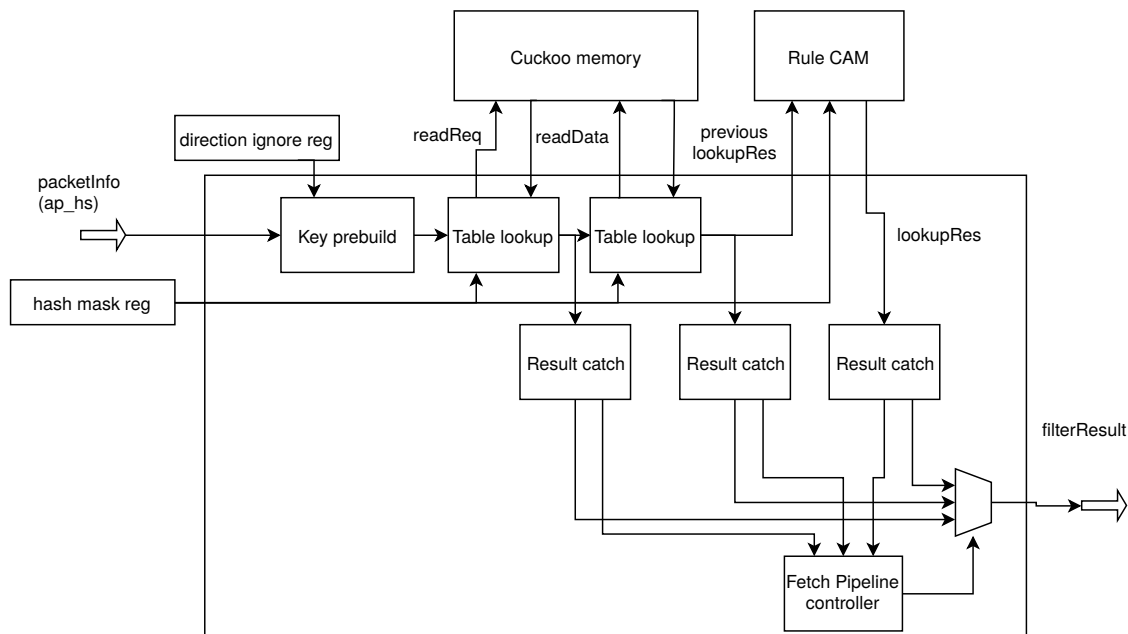 Cuckoo memory
Rule CAM
direction ignore reg
readReq
readData
previous
lookupRes
packetInfo
(ap_hs)
Key prebuild
Table lookup
Table lookup
lookupRes
hash mask reg
Result catch
Result catch
Result catch
filterResult
Fetch Pipeline
controller